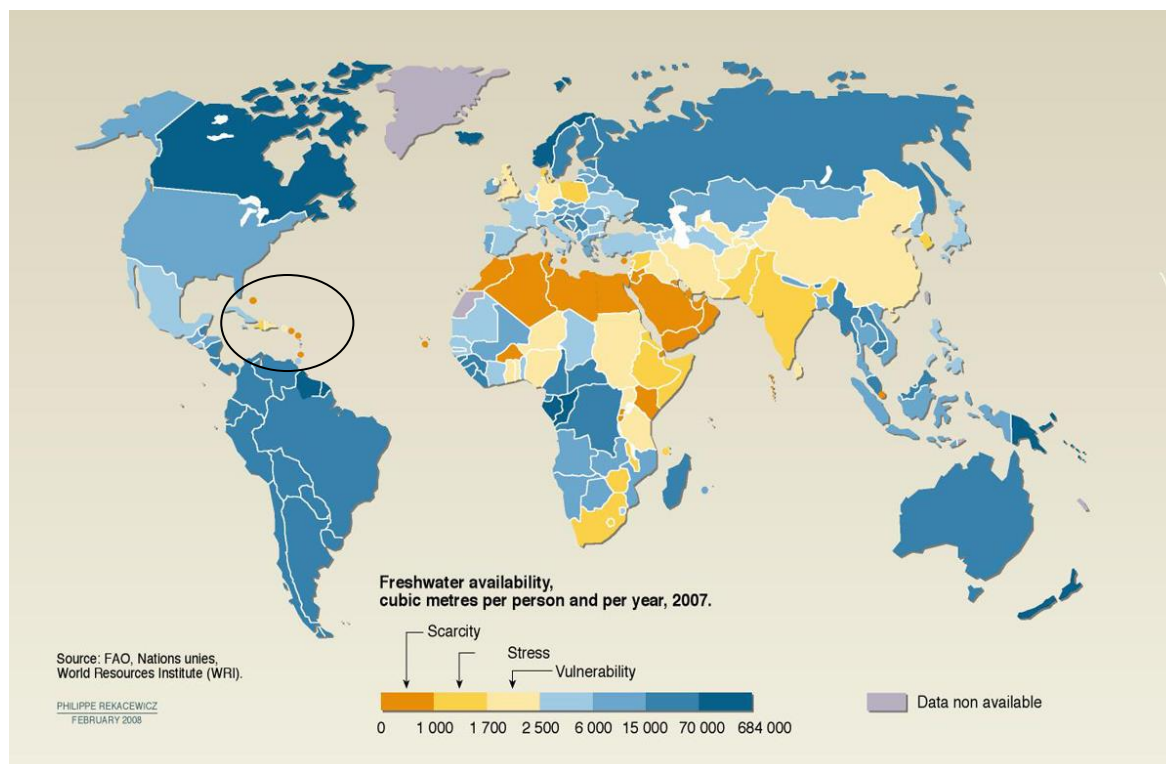 Freshwater availability,
cubic metres per person and per year, 2007.
Scarcity
Stress
Vulnerability
0 1 000 1 700 2 500 6 000 15 000 70 000 684 000
Data non available
Source: FAO, Nations unies,
World Resources Institute (WRI).
PHILIPPE REKACEWICZ
FEBRUARY 2008